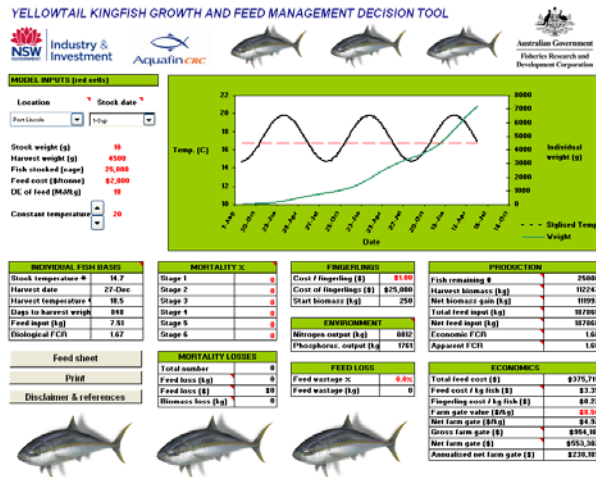 YELLOWTAIL KINGFISH GROWTH AND FEED MANAGEMENT DECISION TOOL
NSW
GOVERNMENT
Industry &
Investment
Aquafin CRC
Australian Government
Fisheries Research and
Development Corporation
MODEL INPUTS (red cells)
Location Stock date
Port Lincoln 1-Sep
Stock weight (g) 10
Harvest weight (g) 4500
Fish stocked (cage) 25,000
Feed cost ($/tonne) $2,000
DE of feed (MJ/kg) 18
Constant temperature 20
Temp. (C)
22
20
18
16
14
12
10
8000
7000
6000
5000
4000
3000
2000
1000
0
Individual
weight (g)
1-Aug
Date
Stylised Temp
Weight
INDIVIDUAL FISH BASIS
Stock temperature 14.7
Harvest date 27-Dec
Harvest temperature 18.5
Days to harvest weigh 848
Feed input (kg) 7.51
Biological FCR 1.67
Feed sheet
Print
Disclaimer & references
MORTALITY %
Stage 1 0
Stage 2 0
Stage 3 0
Stage 4 0
Stage 5 0
Stage 6 0
MORTALITY LOSSES
Total number 0
Feed loss (kg) 0
Feed loss ($) $0
Biomass loss (kg) 0
FINGERLINGS
Cost / fingerling ($) $1.00
Cost of fingerlings ($) $25,000
Start biomass (kg) 250
ENVIRONMENT
Nitrogen output (kg) 8012
Phosphorus. output (kg 1761
FEED LOSS
Feed wastage % 0.0%
Feed wastage (kg) 0
PRODUCTION
Fish remaining # 25000
Harvest biomass (kg)
Net biomass gain (kg)
Total feed input (kg)
Net feed input (kg)
Economic FCR
Apparent FCR
ECONOMICS
Total feed cost ($)
Feed cost / kg fish ($)
Fingerling cost / kg fish ($)
Farm gate value ($/kg)
Net farm gate ($/kg)
Gross farm gate ($)
Net farm gate ($)
Annualised net farm gate ($)